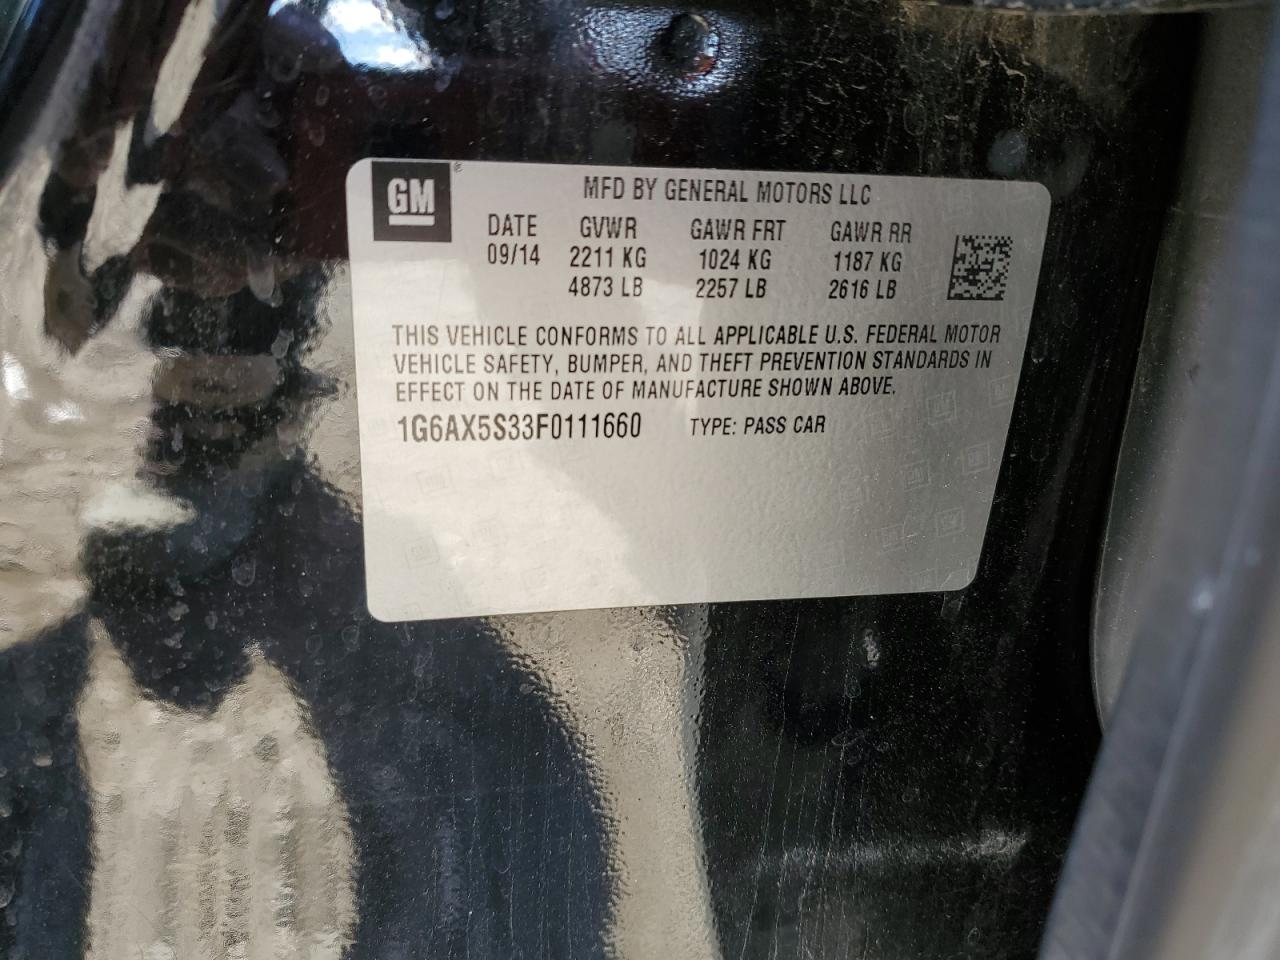 GM ®
MFD BY GENERAL MOTORS LLC
DATE GVWR GAWR FRT GAWR RR
09/14 2211 KG 1024 KG 1187 KG
4873 LB 2257 LB 2616 LB
THIS VEHICLE CONFORMS TO ALL APPLICABLE U.S. FEDERAL MOTOR
VEHICLE SAFETY, BUMPER, AND THEFT PREVENTION STANDARDS IN
EFFECT ON THE DATE OF MANUFACTURE SHOWN ABOVE.
1G6AX5S33F0111660 TYPE: PASS CAR